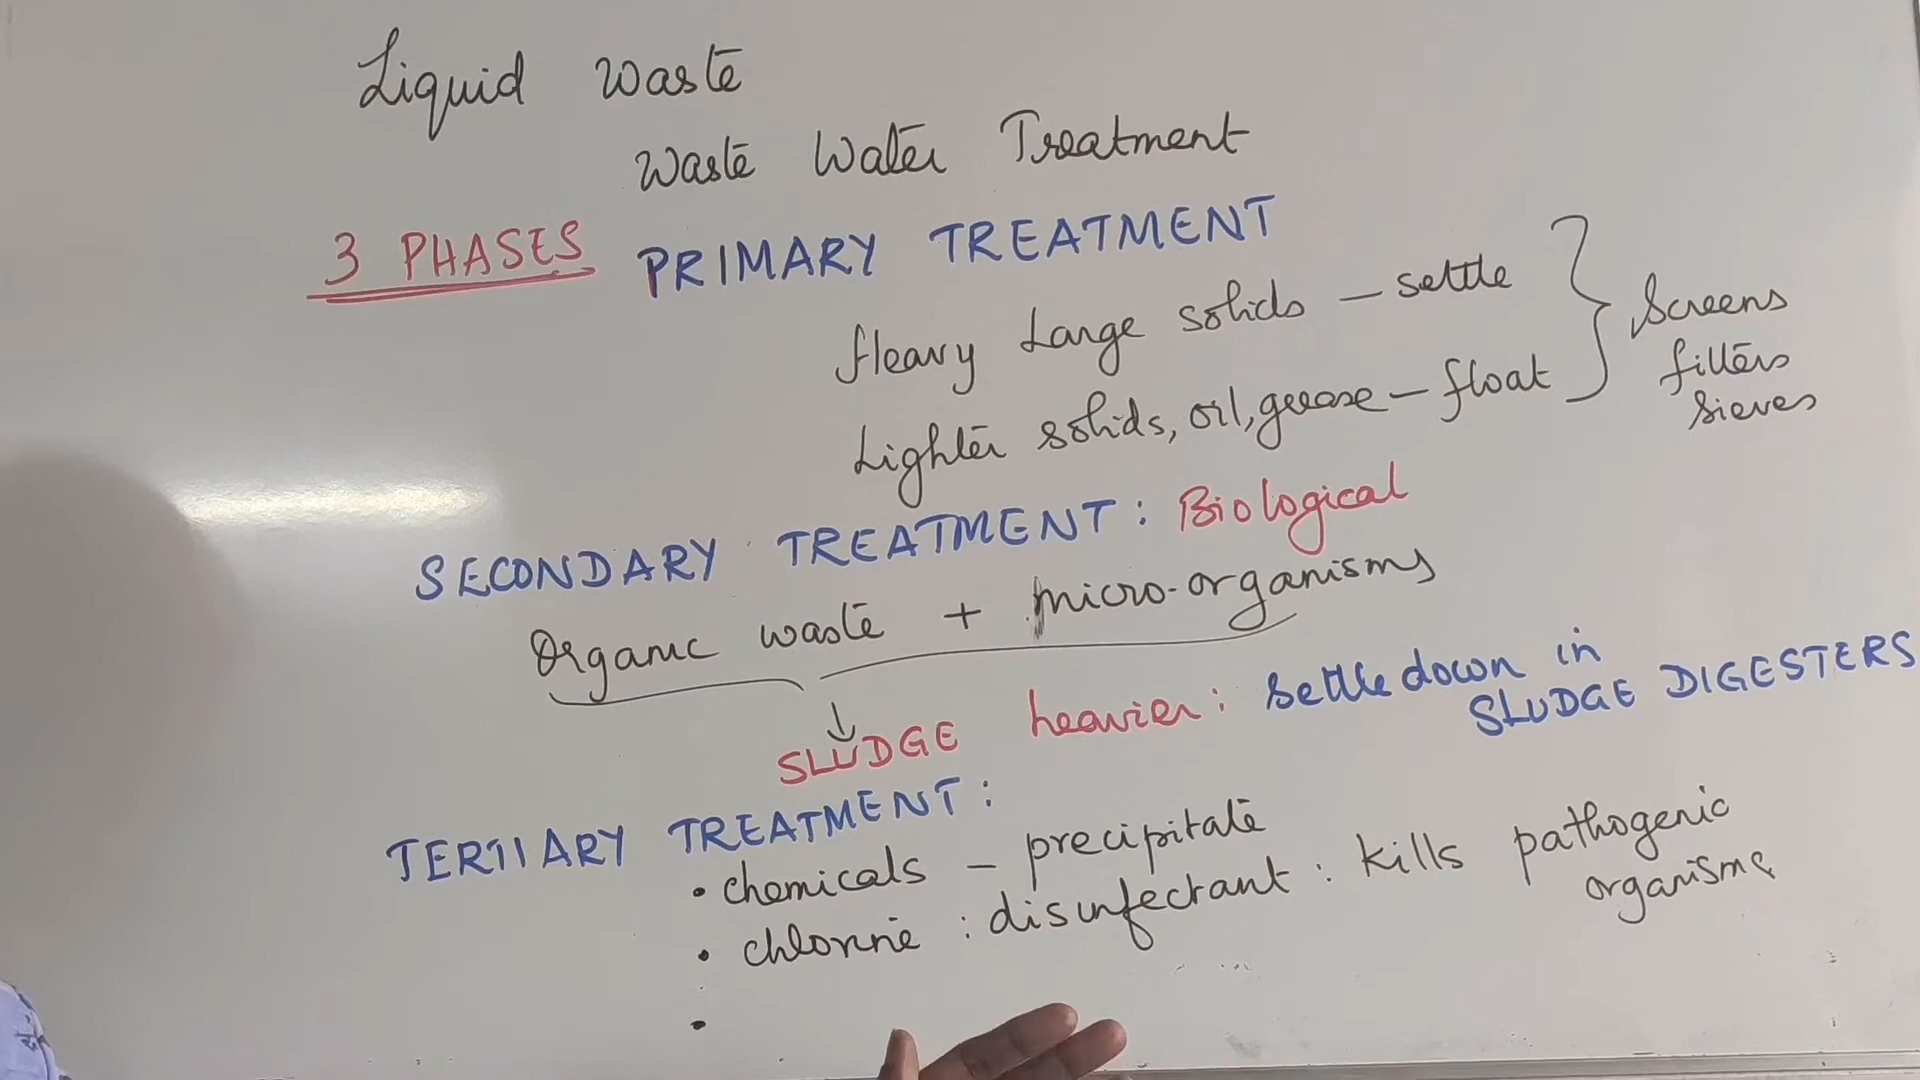 Liquid Waste
Waste Water Treatment
3 PHASES PRIMARY TREATMENT
Heavy Large solids – settle
Lighter solids, oil, grease – float
Screens
filters
sieves
SECONDARY TREATMENT: Biological
Organic waste + micro-organisms
↓
SLUDGE heavier: settle down in
SLUDGE DIGESTERS
TERTIARY TREATMENT:
• chemicals – precipitate
• chlorine : disinfectant : kills pathogenic
organisms
•